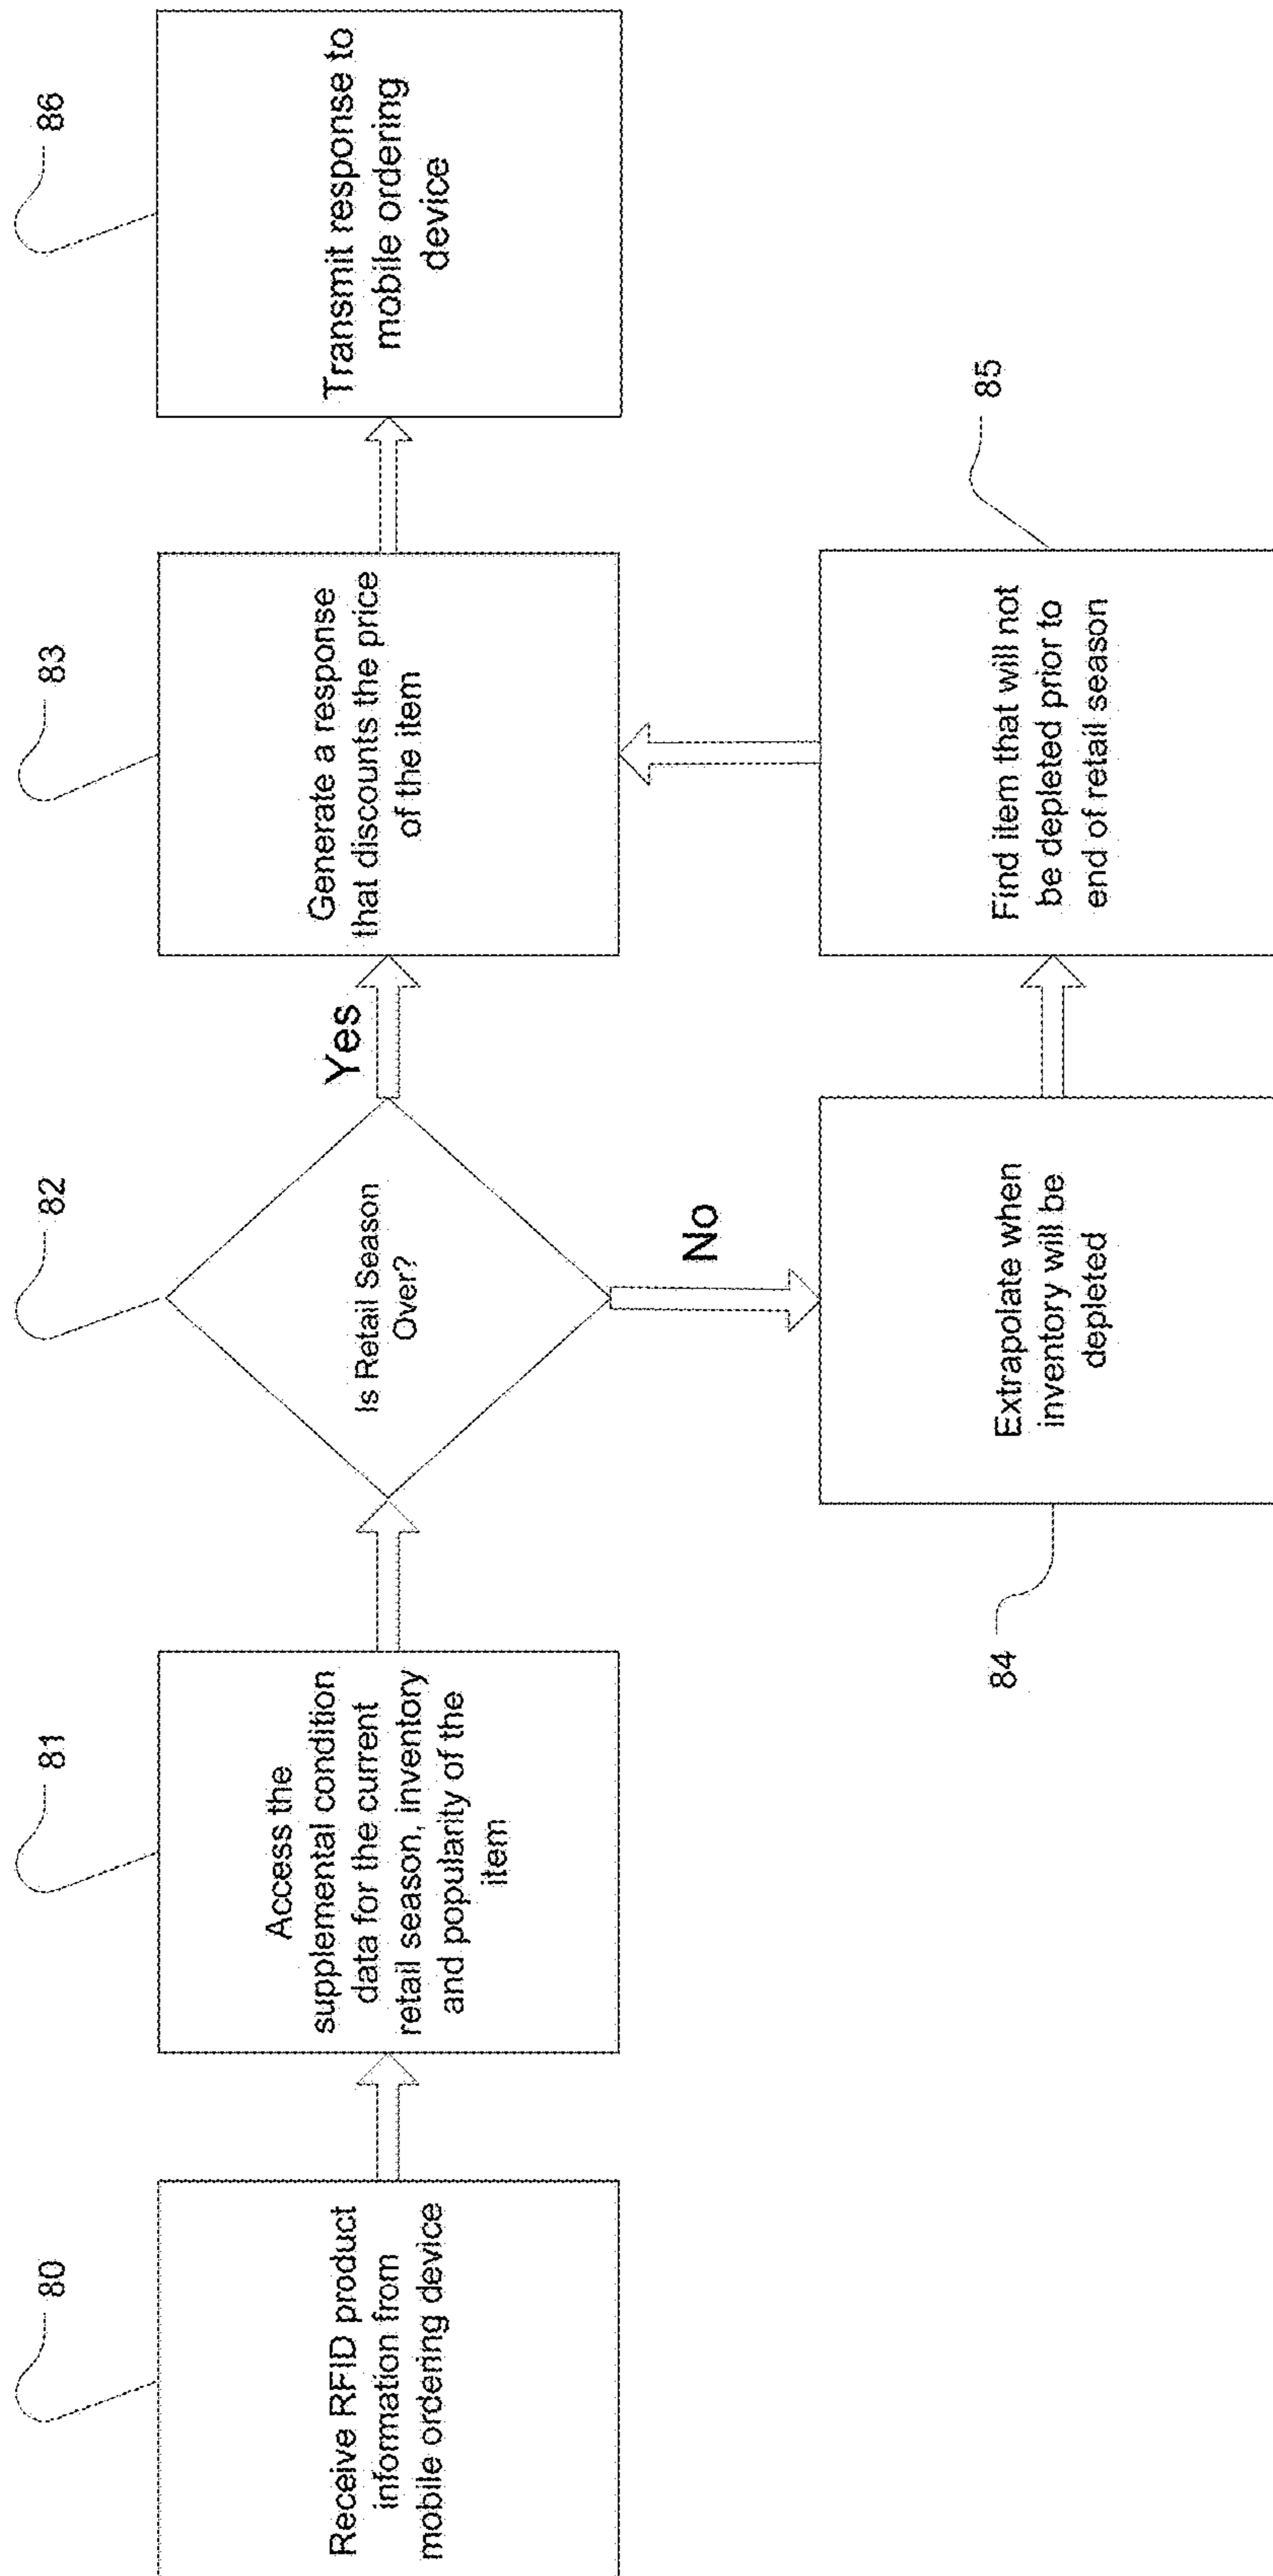 80
Receive RFID product
information from
mobile ordering device
81
Access the
supplemental condition
data for the current
retail season, inventory
and popularity of the
item
82
Is Retail Season
Over?
Yes
No
83
Generate a response
that discounts the price
of the item
86
Transmit response to
mobile ordering
device
84
Extrapolate when
inventory will be
depleted
85
Find item that will not
be depleted prior to
end of retail season